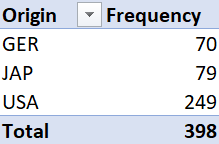 Origin Frequency
GER 70
JAP 79
USA 249
Total 398